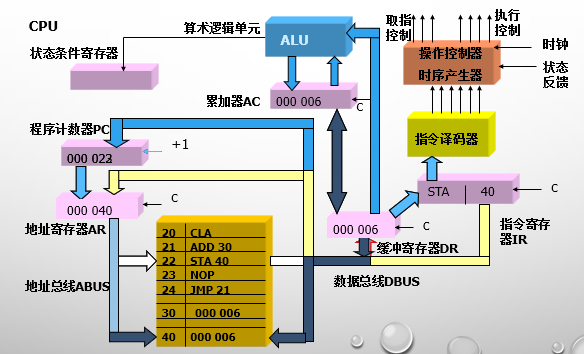 CPU
算术逻辑单元
ALU
取指
控制
执行
控制
操作控制器
时序产生器
时钟
状态
反馈
状态条件寄存器
累加器AC
000 006
C
程序计数器PC
+1
指令译码器
000 040
C
地址寄存器AR
STA 40
C
000 006
C
缓冲寄存器DR
指令寄存
器IR
20 CLA
21 ADD 30
22 STA 40
23 NOP
24 JMP 21
30 000 006
40 000 006
地址总线ABUS
数据总线DBUS